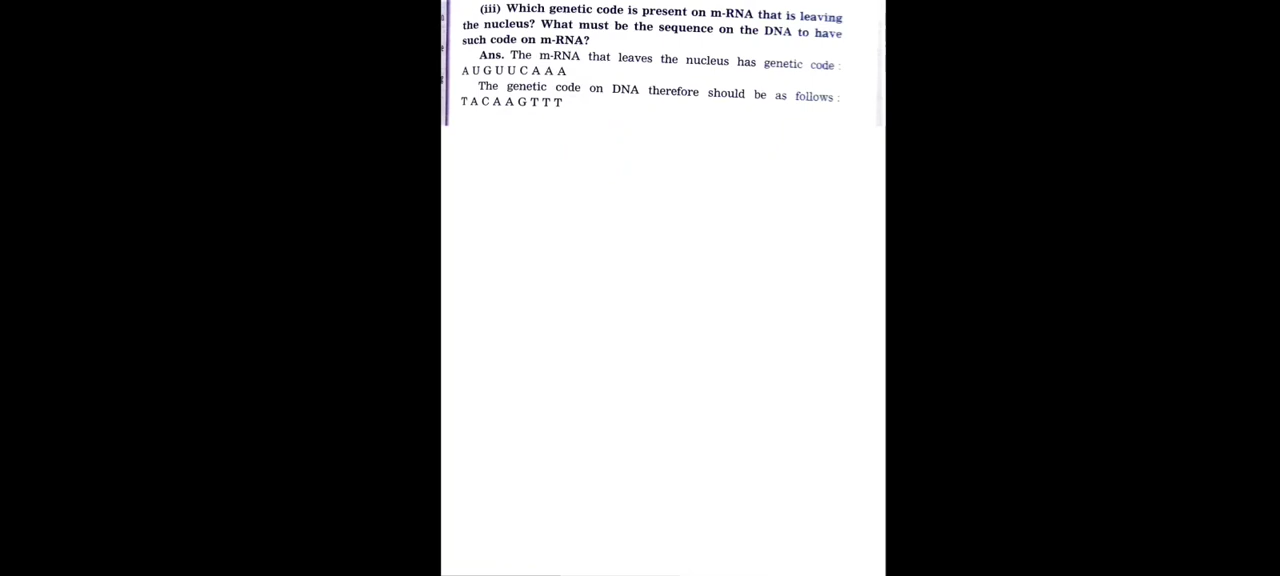 (iii) Which genetic code is present on m-RNA that is leaving
the nucleus? What must be the sequence on the DNA to have
such code on m-RNA?
Ans. The m-RNA that leaves the nucleus has genetic code :
A U G U U C A A A
The genetic code on DNA therefore should be as follows :
T A C A A G T T T